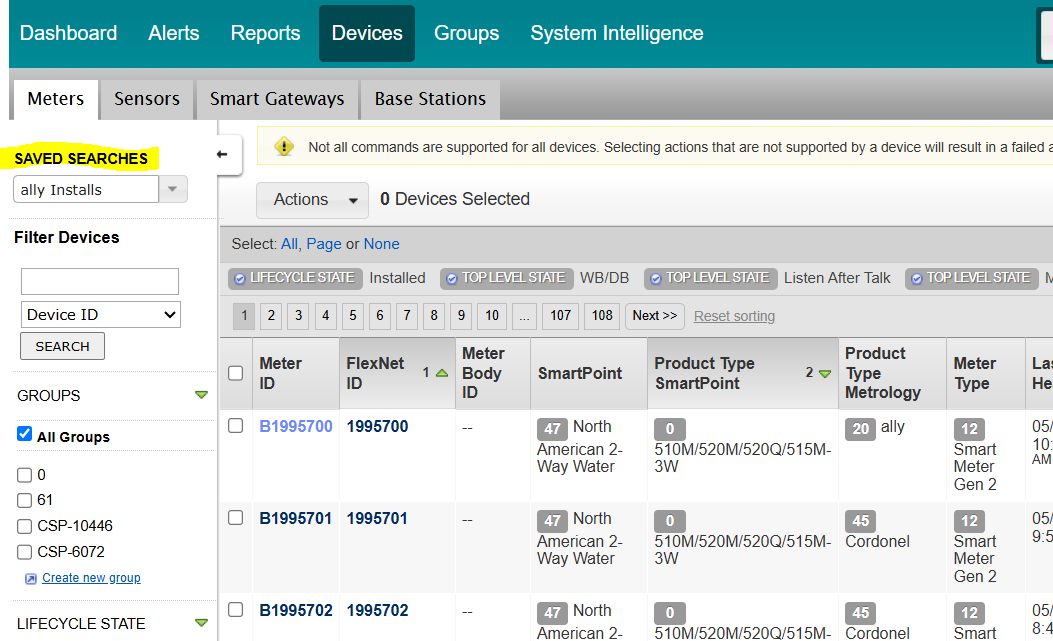 Dashboard Alerts Reports Devices Groups System Intelligence
Meters Sensors Smart Gateways Base Stations
SAVED SEARCHES
ally Installs
Filter Devices
Device ID
SEARCH
GROUPS
All Groups
0
61
CSP-10446
CSP-6072
Create new group
LIFECYCLE STATE
Not all commands are supported for all devices. Selecting actions that are not supported by a device will result in a failed a
Actions 0 Devices Selected
Select: All, Page or None
LIFECYCLE STATE Installed TOP LEVEL STATE WB/DB TOP LEVEL STATE Listen After Talk TOP LEVEL STATE M
1 2 3 4 5 6 7 8 9 10 ... 107 108 Next >> Reset sorting
Meter ID
FlexNet ID 1
Meter Body ID
SmartPoint
Product Type SmartPoint 2
Product Type Metrology
Meter Type
Las
He
B1995700 1995700 -- 47 North 0 20 ally 12 05/
American 2- 510M/520M/520Q/515M- Smart 10:
Way Water 3W Meter AM
Gen 2
B1995701 1995701 -- 47 North 0 45 12 05/
American 2- 510M/520M/520Q/515M- Cordonel Smart 9:5
Way Water 3W Meter
Gen 2
B1995702 1995702 -- 47 North 0 45 12 05/
American 2- 510M/520M/520Q/515M- Cordonel Smart 8:4